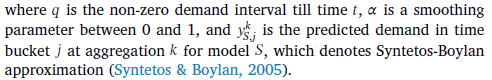 where q is the non-zero demand interval till time t, α is a smoothing
parameter between 0 and 1, and y^k_{S,j} is the predicted demand in time
bucket j at aggregation k for model S, which denotes Syntetos-Boylan
approximation (Syntetos & Boylan, 2005).